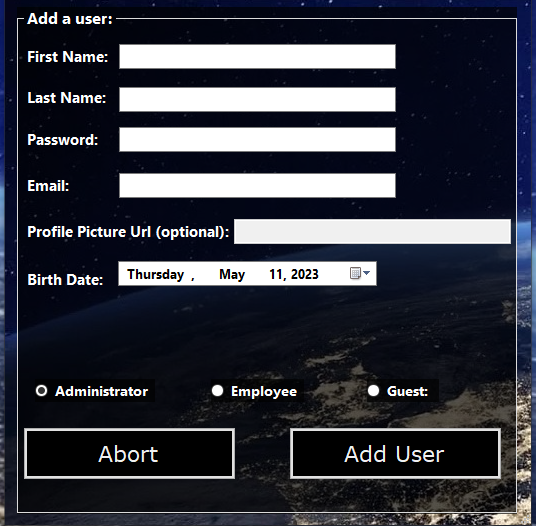 Add a user:
First Name:
Last Name:
Password:
Email:
Profile Picture Url (optional):
Birth Date: Thursday , May 11, 2023
Administrator Employee Guest:
Abort Add User